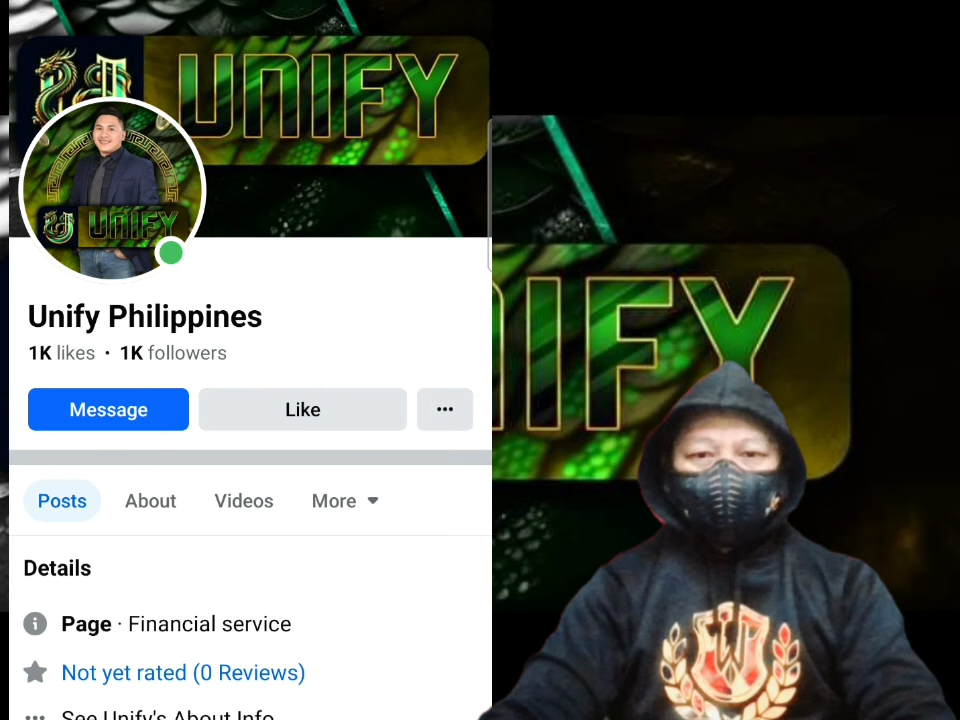 UNIFY
UNIFY
Unify Philippines
1K likes • 1K followers
Message
Like
Posts
About
Videos
More
Details
Page · Financial service
Not yet rated (0 Reviews)
See Unify's About Info
IFY